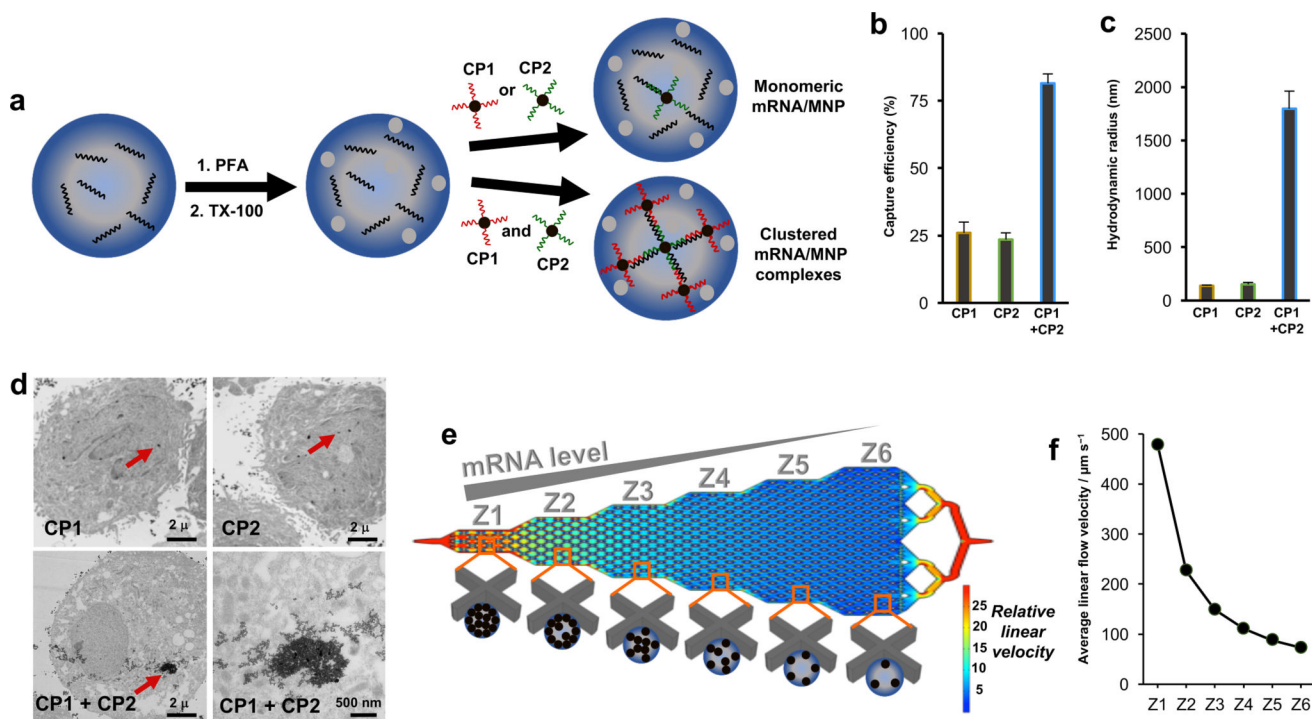 a
1. PFA
2. TX-100
CP1
or
CP2
CP1
and
CP2
Monomeric
mRNA/MNP
Clustered
mRNA/MNP
complexes
b
Capture efficiency (%)
100
75
50
25
0
CP1
CP2
CP1
+CP2
c
Hydrodynamic radius (nm)
2500
2000
1500
1000
500
0
CP1
CP2
CP1
+CP2
d
CP1
2 μ
CP2
2 μ
CP1 + CP2
2 μ
CP1 + CP2
500 nm
e
mRNA level
Z1
Z2
Z3
Z4
Z5
Z6
Relative
linear
velocity
25
20
15
10
5
0
f
Average linear flow velocity / μm s⁻¹
500
400
300
200
100
0
Z1 Z2 Z3 Z4 Z5 Z6